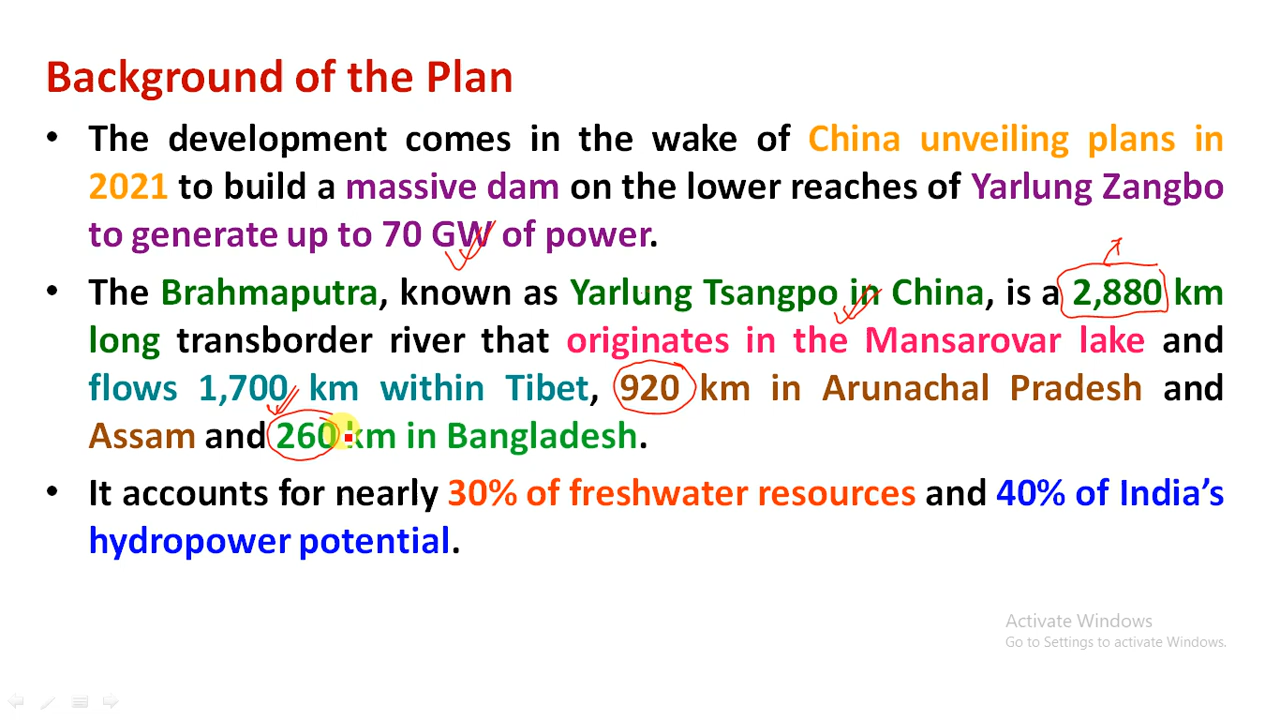 Background of the Plan
• The development comes in the wake of China unveiling plans in
2021 to build a massive dam on the lower reaches of Yarlung Zangbo
to generate up to 70 GW of power.
• The Brahmaputra, known as Yarlung Tsangpo in China, is a 2,880 km
long transborder river that originates in the Mansarovar lake and
flows 1,700 km within Tibet, 920 km in Arunachal Pradesh and
Assam and 260 km in Bangladesh.
• It accounts for nearly 30% of freshwater resources and 40% of India’s
hydropower potential.
Activate Windows
Go to Settings to activate Windows.